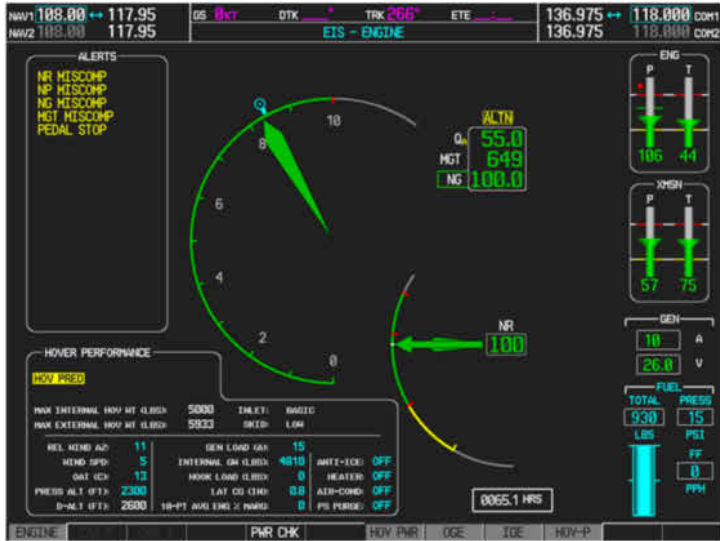 NAV1 108.00 ↔ 117.95 GS 0KT DTK ___° TRK 266° ETE __:__ 136.975 ↔ 118.000 COM1
NAV2 108.00 117.95 EIS - ENGINE 136.975 118.000 COM2
ALERTS
NR MISCOMP
NP MISCOMP
NG MISCOMP
MGT MISCOMP
PEDAL STOP
10
8
6
4
2
0
ALTN
Q 55.0
MGT 649
NG 100.0
NR
100
ENG
P T
106 44
XMSN
P T
57 75
GEN
10 A
26.0 V
FUEL
TOTAL PRESS
930 15
LBS PSI
FF
0
PPH
HOVER PERFORMANCE
HOV PRED
MAX INTERNAL HOV WT (LBS): 5000 INLET: BASIC
MAX EXTERNAL HOV WT (LBS): 5933 SKID: LOW
REL WIND AZ: 11 GEN LOAD (A): 15
WIND SPD: 5 INTERNAL GW (LBS): 4810 ANTI-ICE: OFF
OAT (C): 13 HOOK LOAD (LBS): 0 HEATER: OFF
PRESS ALT (FT): 2300 LAT CG (IN): 0.8 AIR-COND: OFF
D-ALT (FT): 2600 10-PT AVG ENG % MARG: 0 PS PURGE: OFF
0065.1 HRS
ENGINE PWR CHK HOV PWR OGE IGE HOV-P